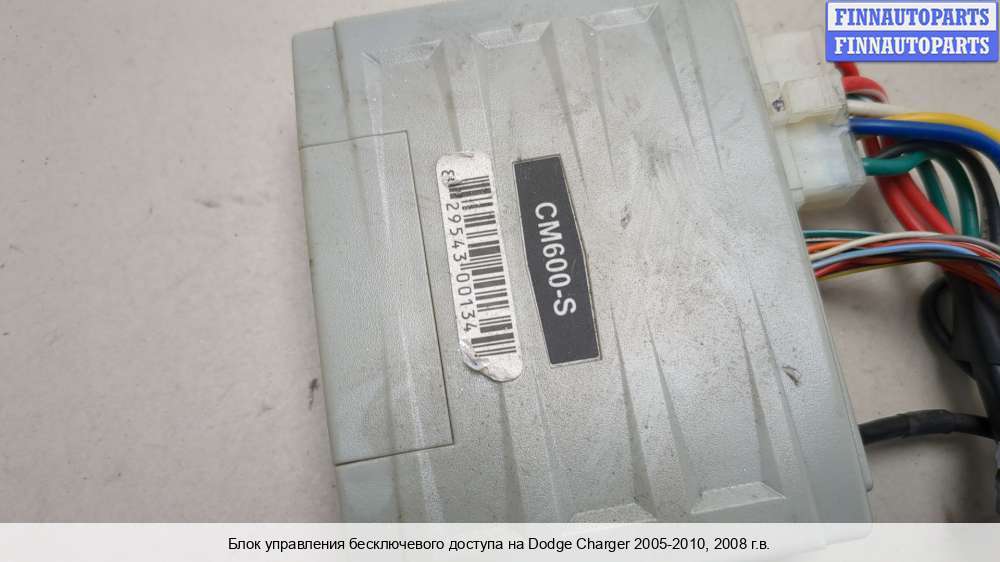 FINNAUTOPARTS
FINNAUTOPARTS
CM600-S
29543 00134
Блок управления бесключевого доступа на Dodge Charger 2005-2010, 2008 г.в.